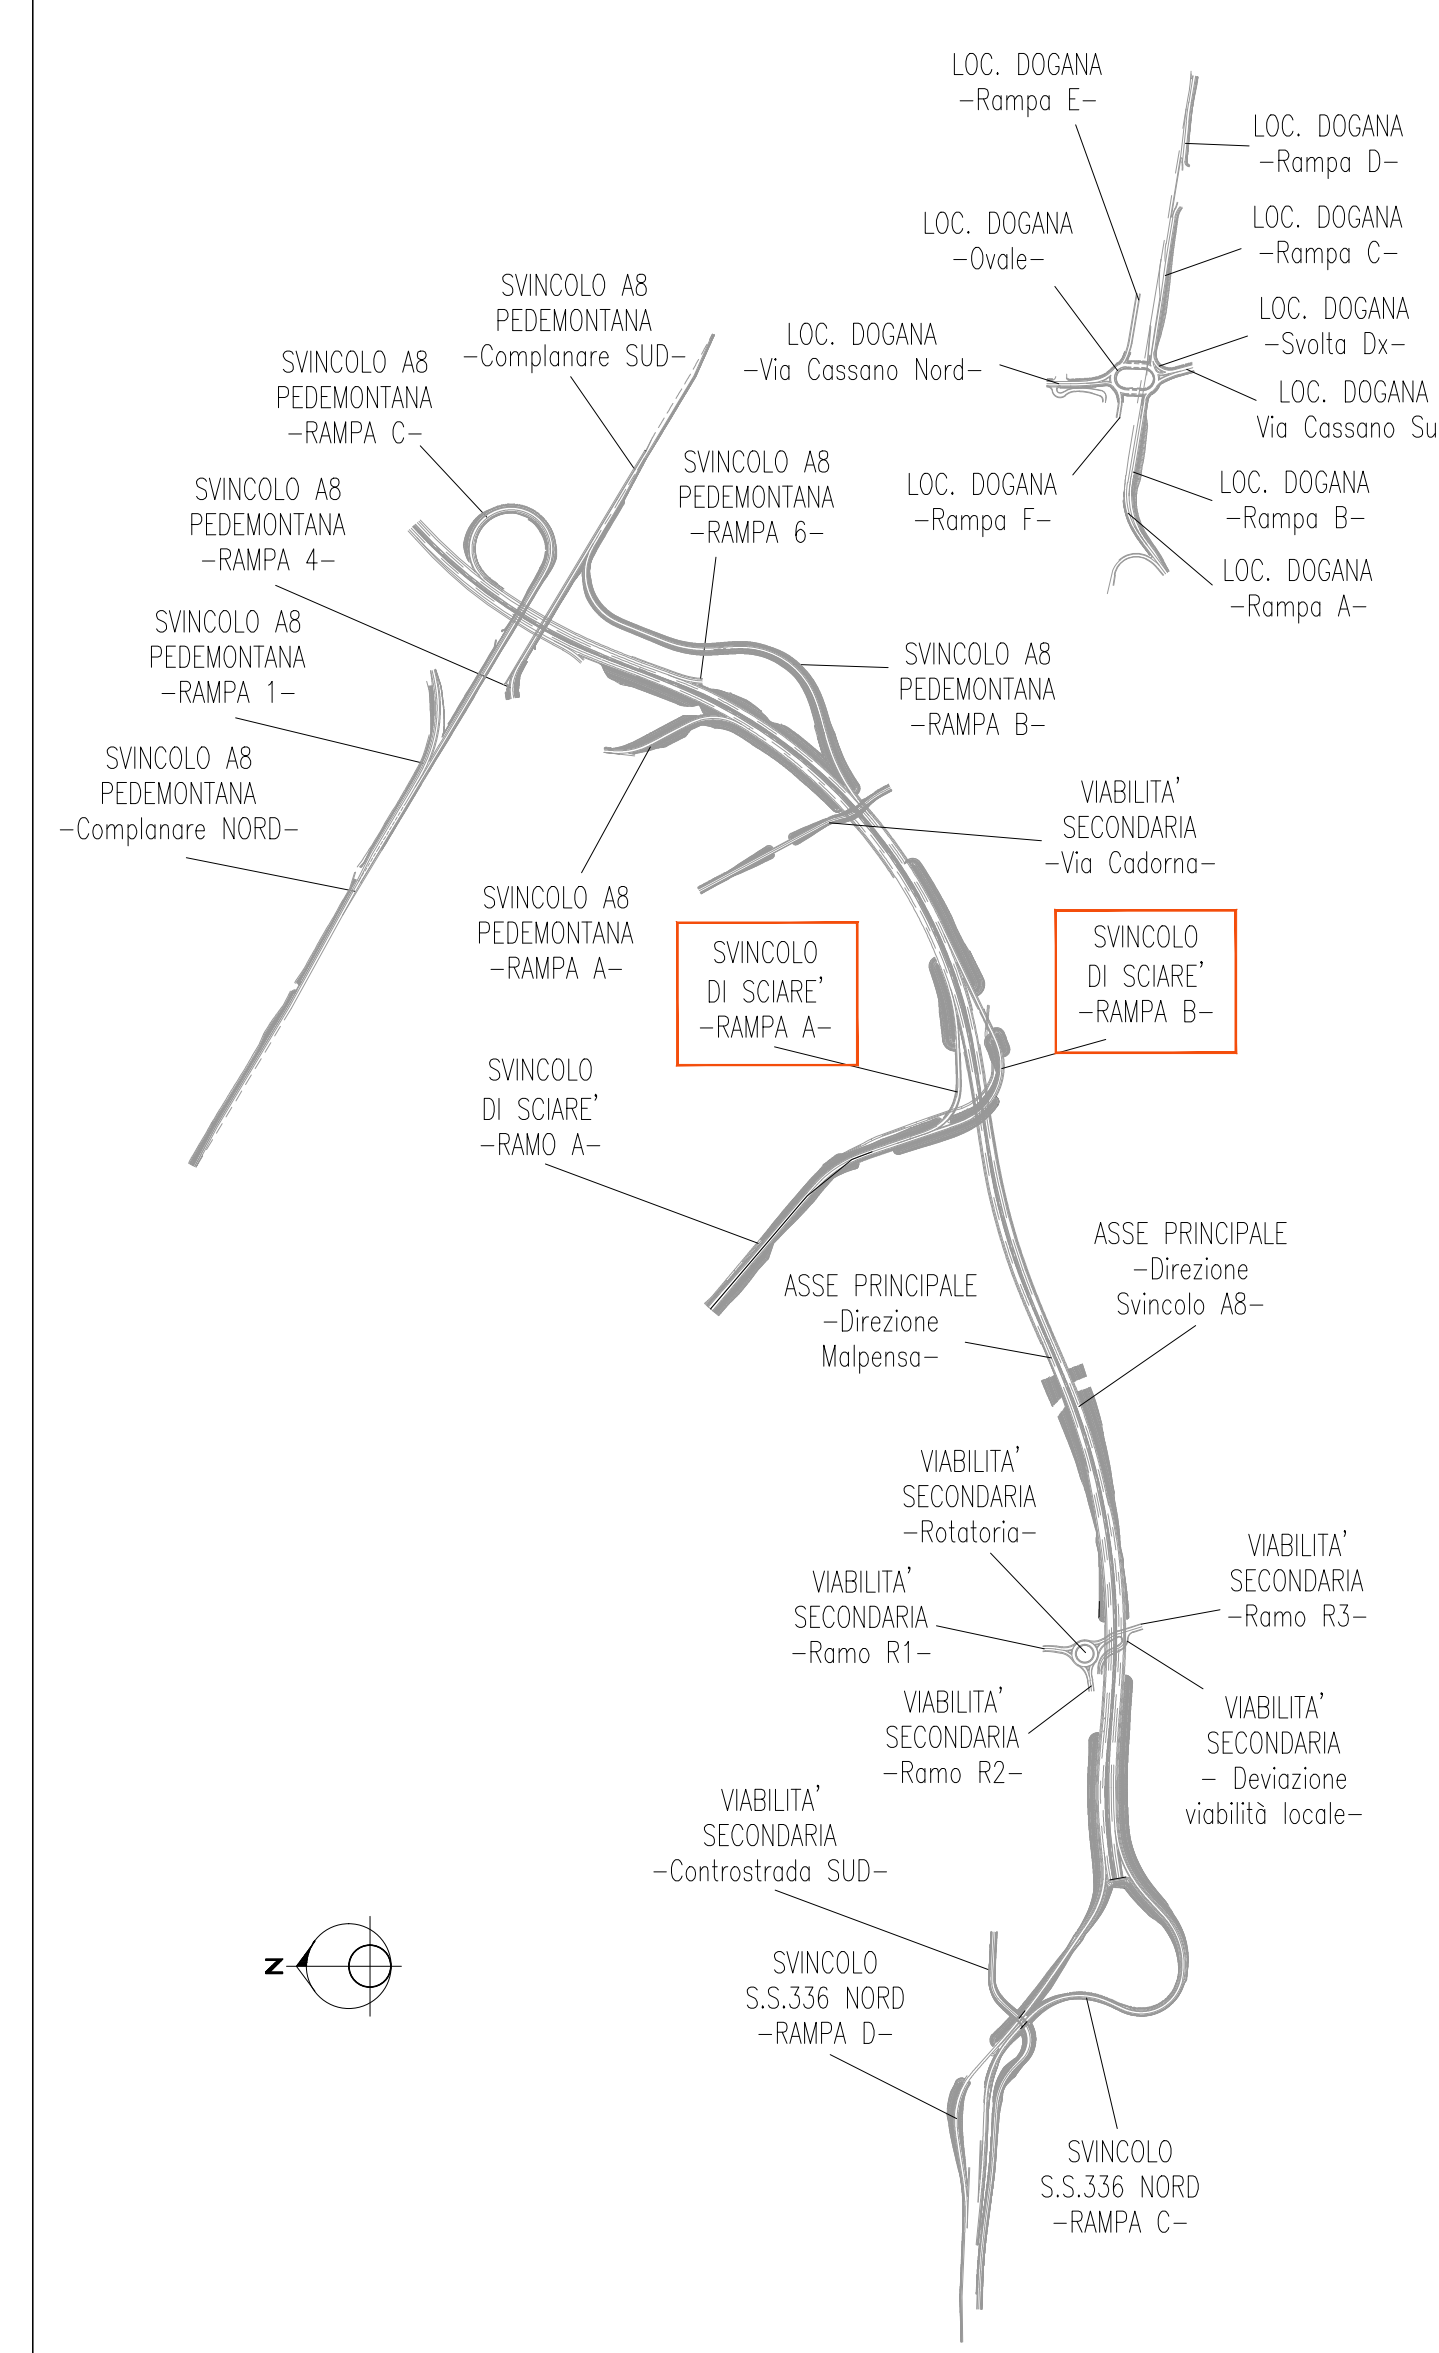 LOC. DOGANA
–Rampa E–
LOC. DOGANA
–Rampa D–
LOC. DOGANA
–Rampa C–
LOC. DOGANA
–Ovale–
SVINCOLO A8
PEDEMONTANA
–Complanare SUD–
LOC. DOGANA
–Svolta Dx–
LOC. DOGANA
–Via Cassano Nord–
SVINCOLO A8
PEDEMONTANA
–RAMPA C–
LOC. DOGANA
Via Cassano Su
SVINCOLO A8
PEDEMONTANA
–RAMPA 6–
LOC. DOGANA
–Rampa F–
LOC. DOGANA
–Rampa B–
SVINCOLO A8
PEDEMONTANA
–RAMPA 4–
LOC. DOGANA
–Rampa A–
SVINCOLO A8
PEDEMONTANA
–RAMPA 1–
SVINCOLO A8
PEDEMONTANA
–RAMPA B–
SVINCOLO A8
PEDEMONTANA
–Complanare NORD–
VIABILITA'
SECONDARIA
–Via Cadorna–
SVINCOLO A8
PEDEMONTANA
–RAMPA A–
SVINCOLO
DI SCIARE'
–RAMPA A–
SVINCOLO
DI SCIARE'
–RAMPA B–
SVINCOLO
DI SCIARE'
–RAMO A–
ASSE PRINCIPALE
–Direzione
Svincolo A8–
ASSE PRINCIPALE
–Direzione
Malpensa–
VIABILITA'
SECONDARIA
–Rotatoria–
VIABILITA'
SECONDARIA
–Ramo R3–
VIABILITA'
SECONDARIA
–Ramo R1–
VIABILITA'
SECONDARIA
–Ramo R2–
VIABILITA'
SECONDARIA
– Deviazione
viabilità locale–
VIABILITA'
SECONDARIA
–Controstrada SUD–
N
SVINCOLO
S.S.336 NORD
–RAMPA D–
SVINCOLO
S.S.336 NORD
–RAMPA C–